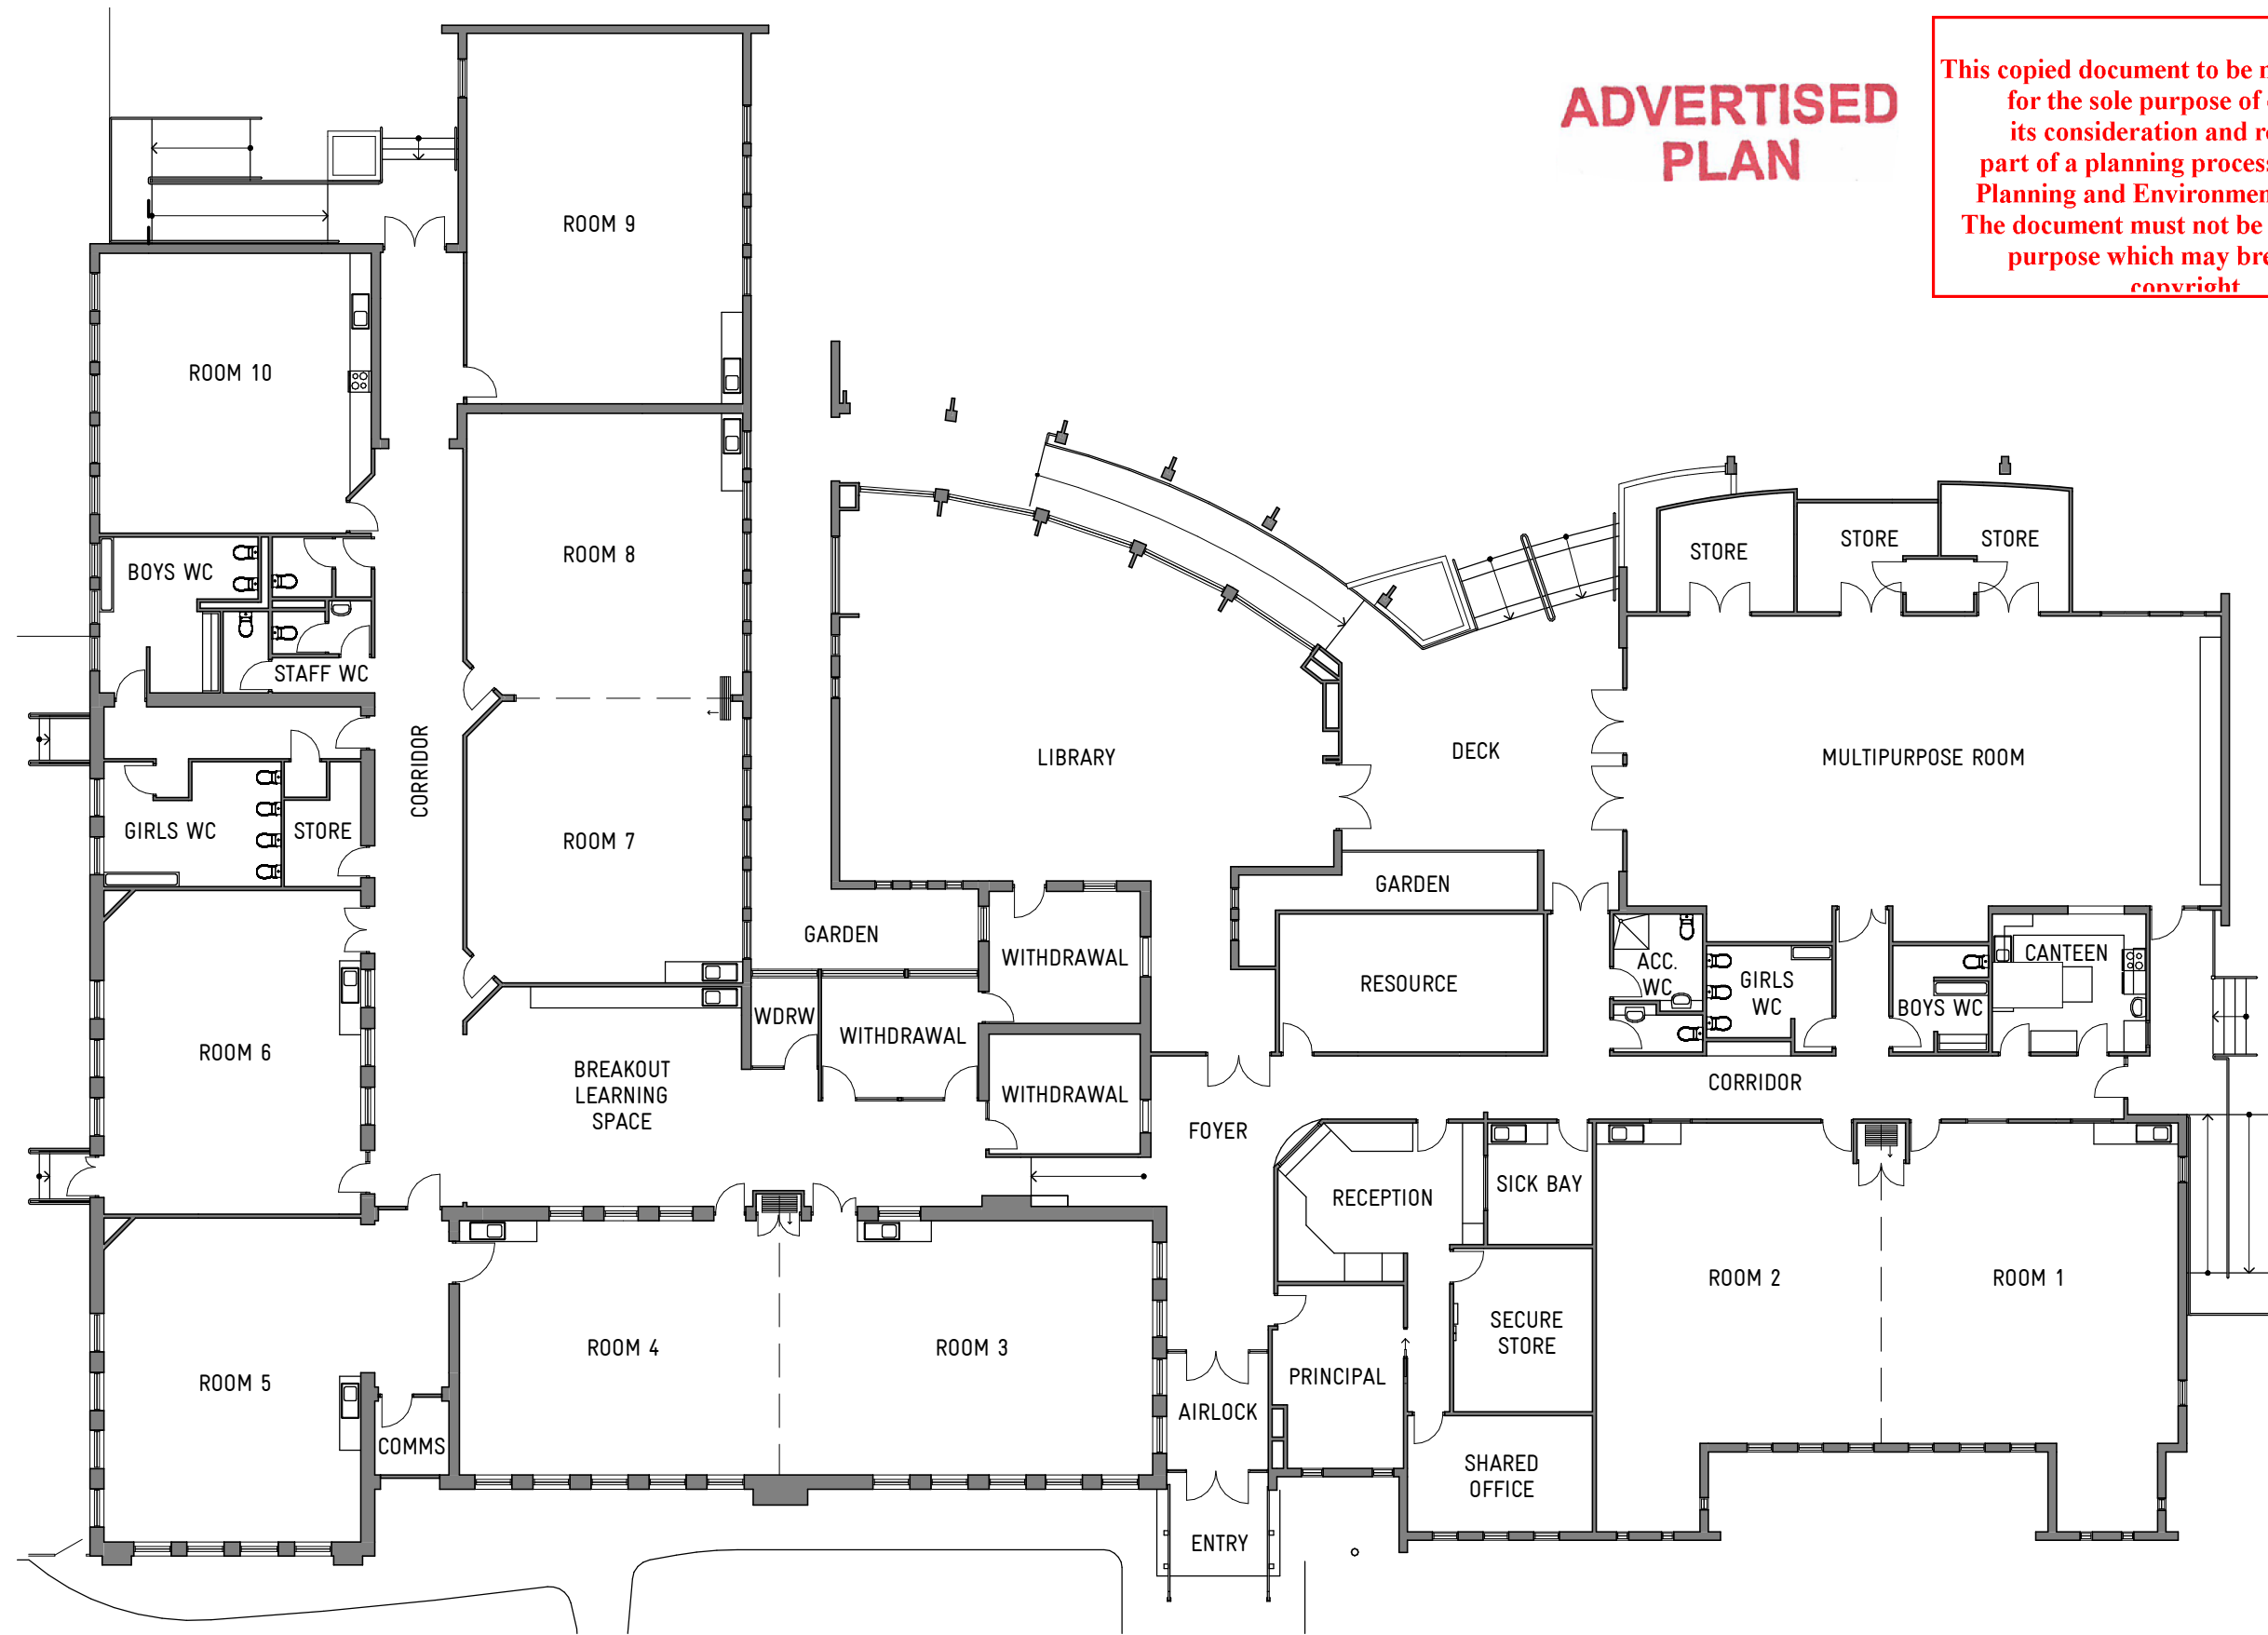 ADVERTISED
PLAN
This copied document to be
for the sole purpose of
its consideration and
part of a planning
Planning and
The document must not be
purpose which may
copyright
ROOM 9
ROOM 10
ROOM 8
BOYS WC
STAFF WC
STORE
STORE
STORE
CORRIDOR
LIBRARY
DECK
MULTIPURPOSE ROOM
GIRLS WC
STORE
ROOM 7
GARDEN
GARDEN
WITHDRAWAL
RESOURCE
ACC.
WC
GIRLS
WC
CANTEEN
BOYS WC
WDRW
WITHDRAWAL
ROOM 6
BREAKOUT
LEARNING
SPACE
WITHDRAWAL
CORRIDOR
FOYER
RECEPTION
SICK BAY
ROOM 2
ROOM 1
SECURE
STORE
ROOM 4
ROOM 3
PRINCIPAL
ROOM 5
AIRLOCK
COMMS
SHARED
OFFICE
ENTRY